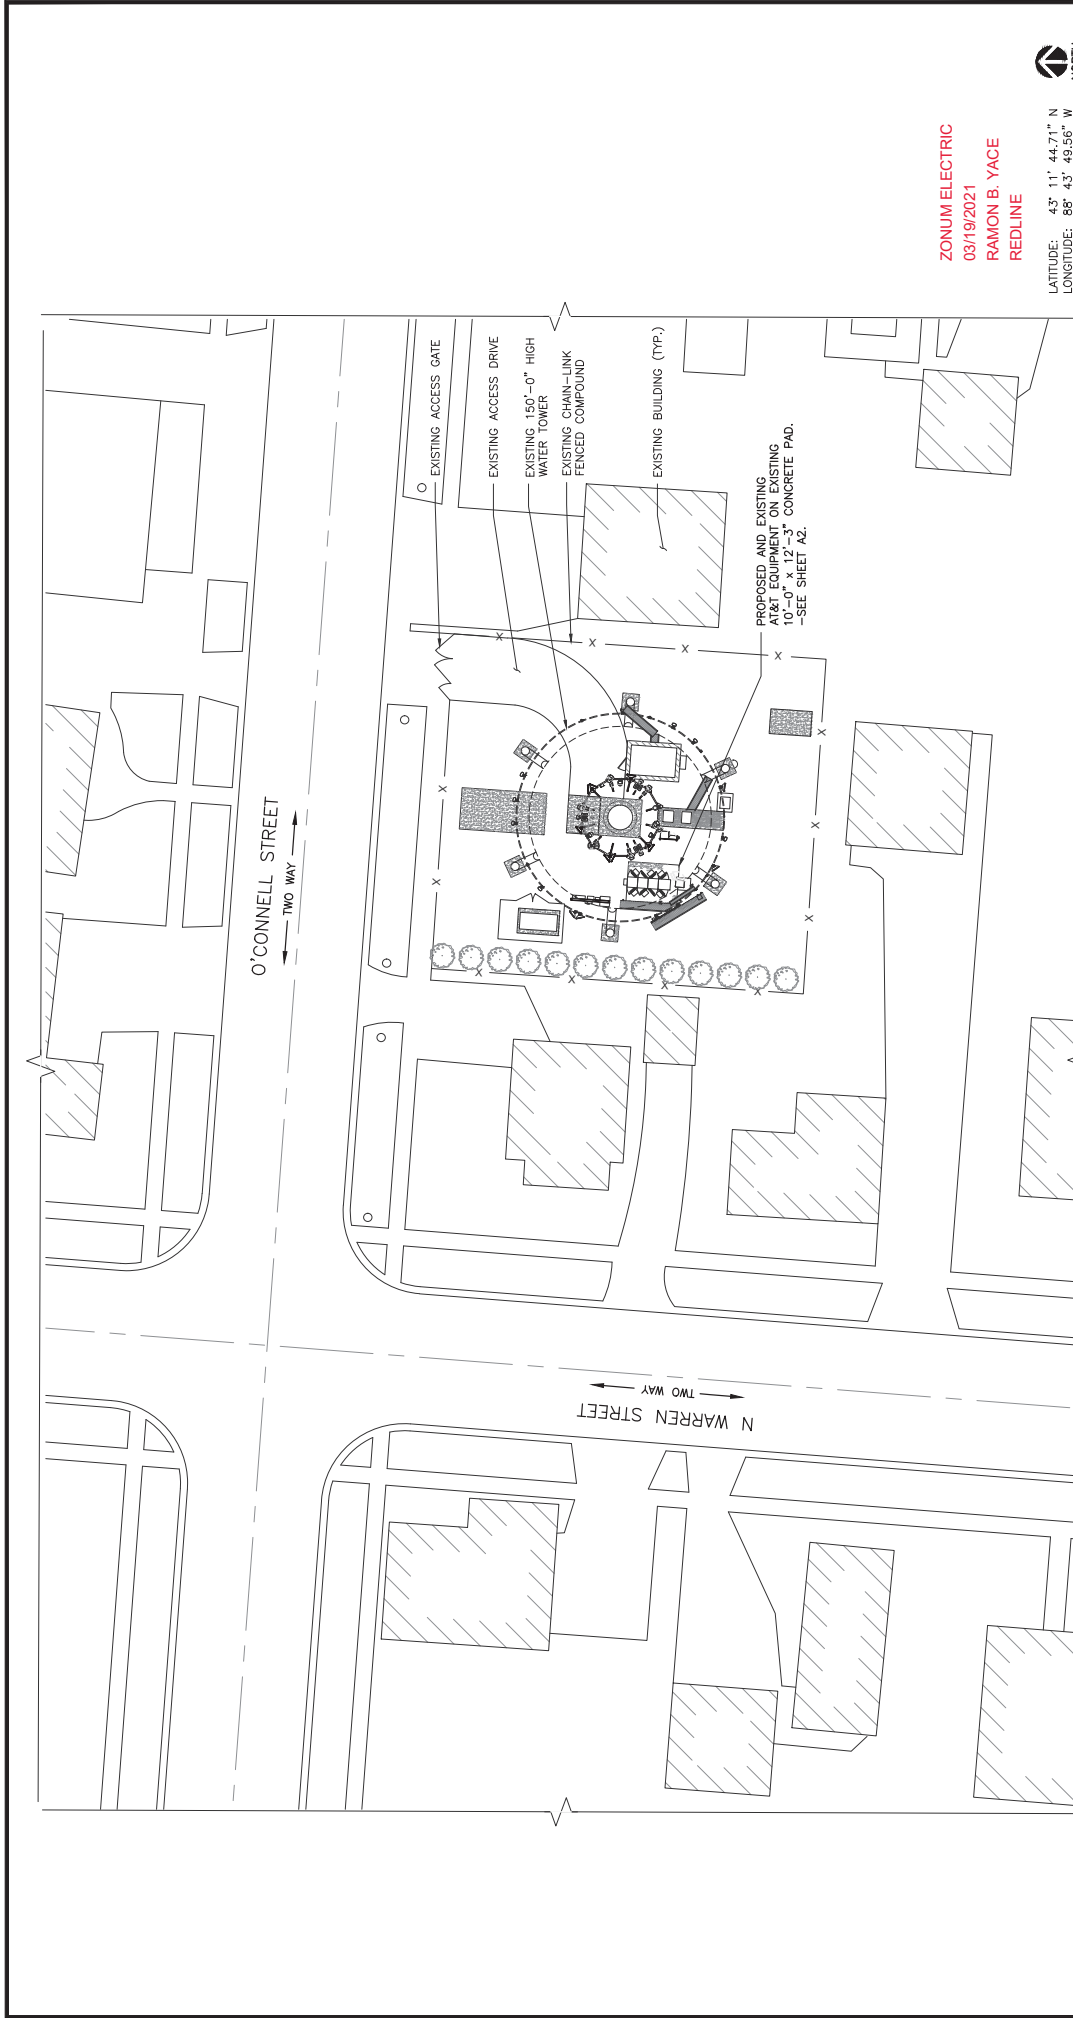 O'CONNELL STREET
TWO WAY
N WARREN STREET
TWO WAY
EXISTING ACCESS GATE
EXISTING ACCESS DRIVE
EXISTING 150'-0" HIGH
WATER TOWER
EXISTING CHAIN-LINK
FENCED COMPOUND
EXISTING BUILDING (TYP.)
PROPOSED AND EXISTING
AT&T EQUIPMENT ON EXISTING
10'-0" x 12'-3" CONCRETE PAD.
-SEE SHEET A2.
ZONUM ELECTRIC
03/19/2021
RAMON B. YACE
REDLINE
LATITUDE: 43° 11' 44.71" N
LONGITUDE: 88° 43' 49.56" W